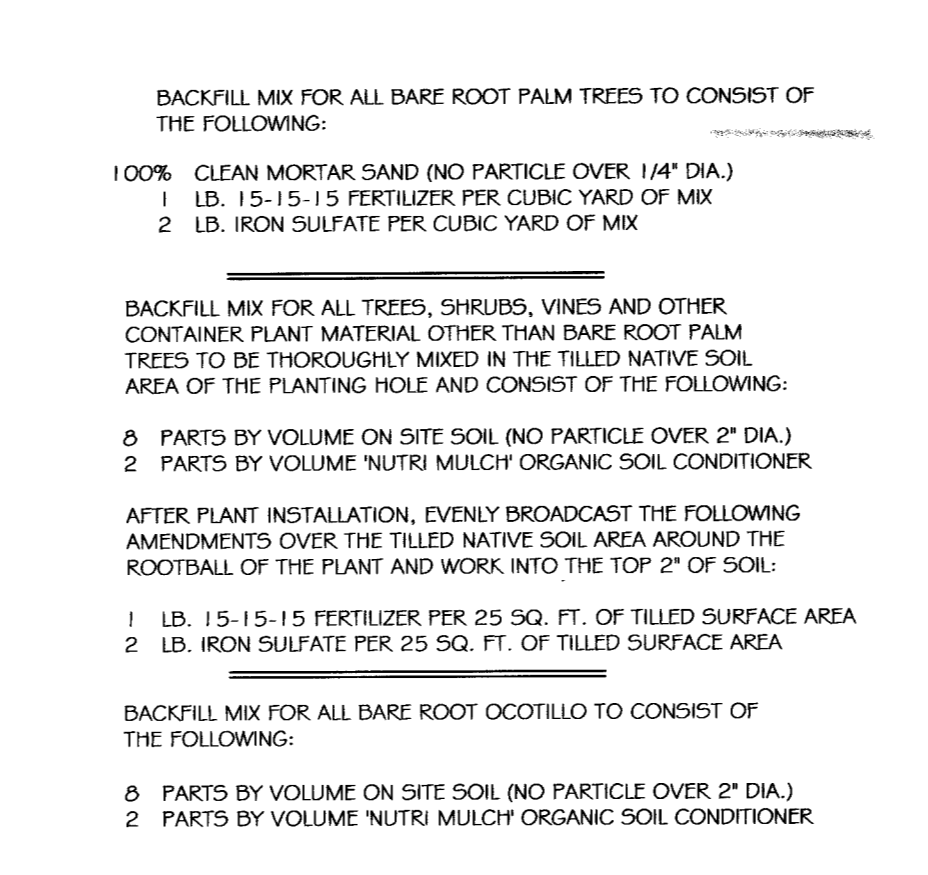 BACKFILL MIX FOR ALL BARE ROOT PALM TREES TO CONSIST OF
THE FOLLOWING:
100% CLEAN MORTAR SAND (NO PARTICLE OVER 1/4" DIA.)
1 LB. 15-15-15 FERTILIZER PER CUBIC YARD OF MIX
2 LB. IRON SULFATE PER CUBIC YARD OF MIX
BACKFILL MIX FOR ALL TREES, SHRUBS, VINES AND OTHER
CONTAINER PLANT MATERIAL OTHER THAN BARE ROOT PALM
TREES TO BE THOROUGHLY MIXED IN THE TILLED NATIVE SOIL
AREA OF THE PLANTING HOLE AND CONSIST OF THE FOLLOWING:
8 PARTS BY VOLUME ON SITE SOIL (NO PARTICLE OVER 2" DIA.)
2 PARTS BY VOLUME 'NUTRI MULCH' ORGANIC SOIL CONDITIONER
AFTER PLANT INSTALLATION, EVENLY BROADCAST THE FOLLOWING
AMENDMENTS OVER THE TILLED NATIVE SOIL AREA AROUND THE
ROOTBALL OF THE PLANT AND WORK INTO THE TOP 2" OF SOIL:
1 LB. 15-15-15 FERTILIZER PER 25 SQ. FT. OF TILLED SURFACE AREA
2 LB. IRON SULFATE PER 25 SQ. FT. OF TILLED SURFACE AREA
BACKFILL MIX FOR ALL BARE ROOT OCOTILLO TO CONSIST OF
THE FOLLOWING:
8 PARTS BY VOLUME ON SITE SOIL (NO PARTICLE OVER 2" DIA.)
2 PARTS BY VOLUME 'NUTRI MULCH' ORGANIC SOIL CONDITIONER